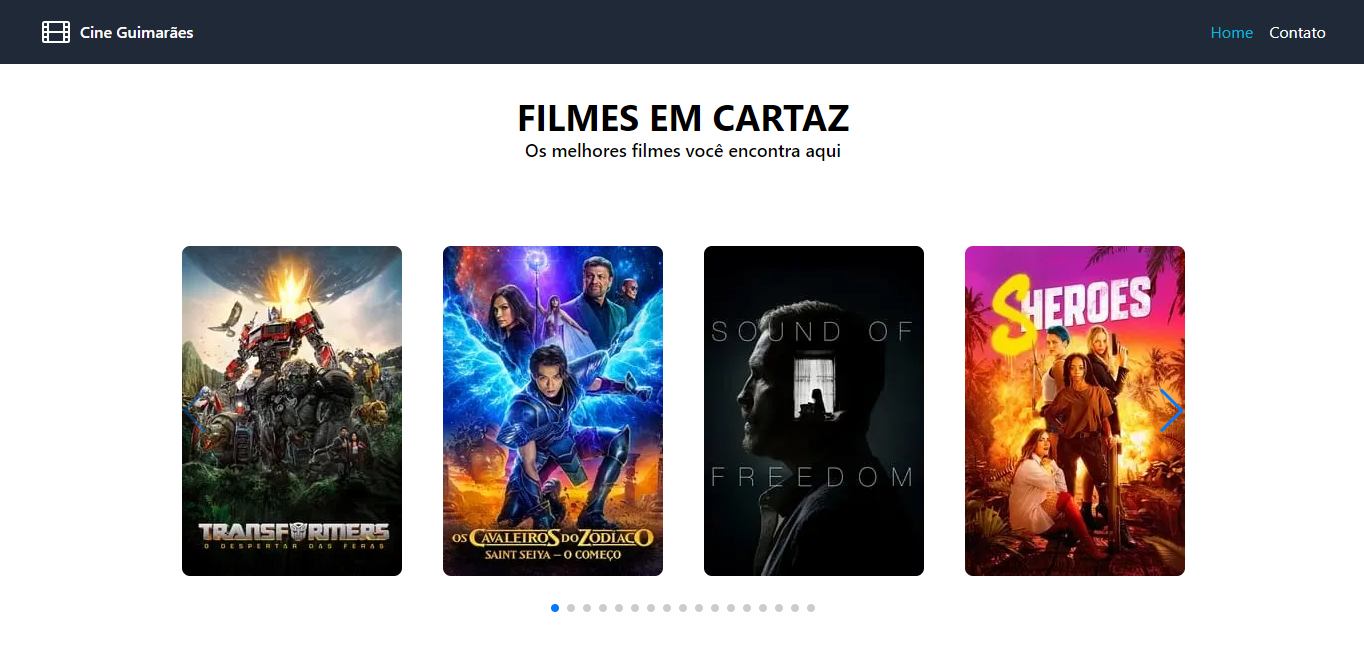 Cine Guimarães
Home
Contato
FILMES EM CARTAZ
Os melhores filmes você encontra aqui
TRANSFORMERS
O DESPERTAR DAS FERAS
OS CAVALEIROS DO ZODÍACO
SAINT SEIYA – O COMEÇO
SOUND OF
FREEDOM
SHEROES